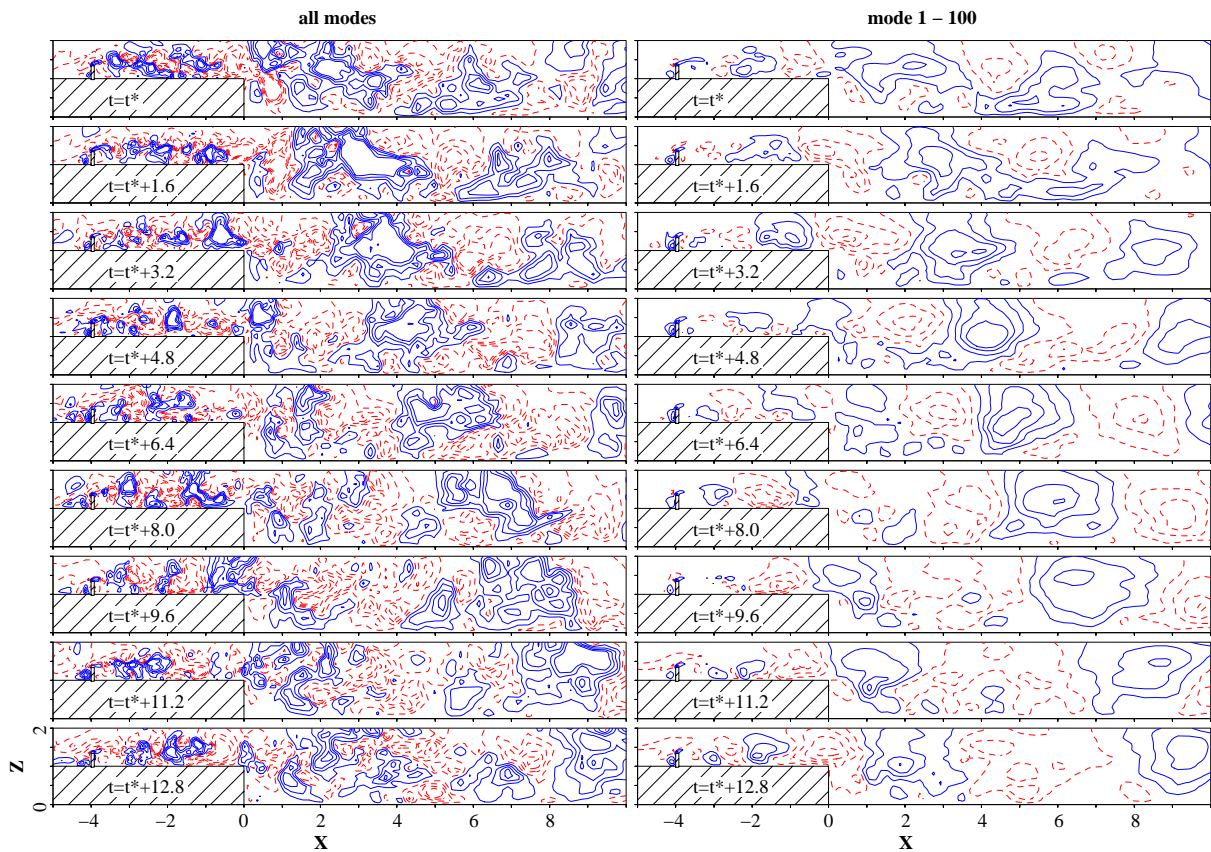 all modes mode 1 − 100
t=t* t=t*
t=t*+1.6 t=t*+1.6
t=t*+3.2 t=t*+3.2
t=t*+4.8 t=t*+4.8
t=t*+6.4 t=t*+6.4
t=t*+8.0 t=t*+8.0
t=t*+9.6 t=t*+9.6
t=t*+11.2 t=t*+11.2
2
Z t=t*+12.8 t=t*+12.8
0
−4 −2 0 2 4 6 8 −4 −2 0 2 4 6 8
X X